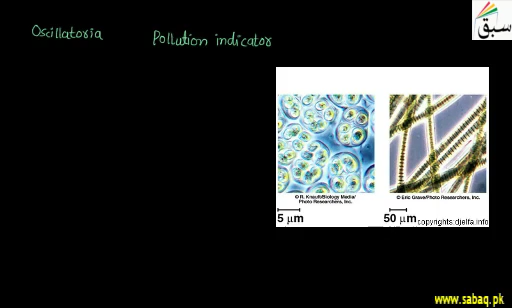 Oscillatoria
Pollution indicator
سبق
© R. Knauft/Biology Media/
Photo Researchers, Inc.
© Eric Grave/Photo Researchers, Inc.
5 μm
50 μm
copyrights:djelfa.info
www.sabaq.pk